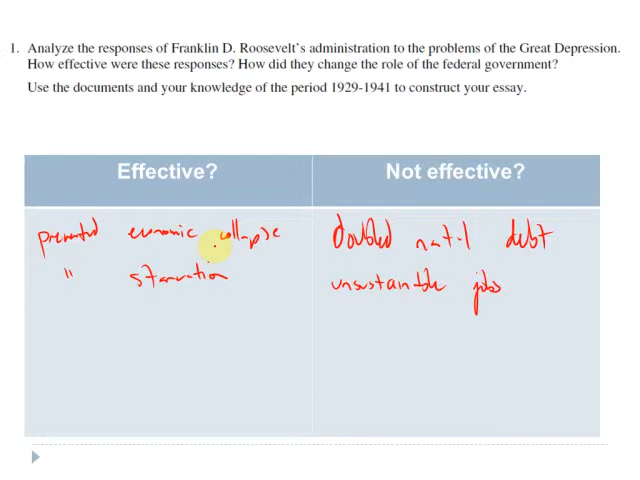 1. Analyze the responses of Franklin D. Roosevelt's administration to the problems of the Great Depression.
How effective were these responses? How did they change the role of the federal government?
Use the documents and your knowledge of the period 1929-1941 to construct your essay.
Effective?
Not effective?
prevented economic collapse
" starvation
doubled nat'l debt
unsustainble jobs